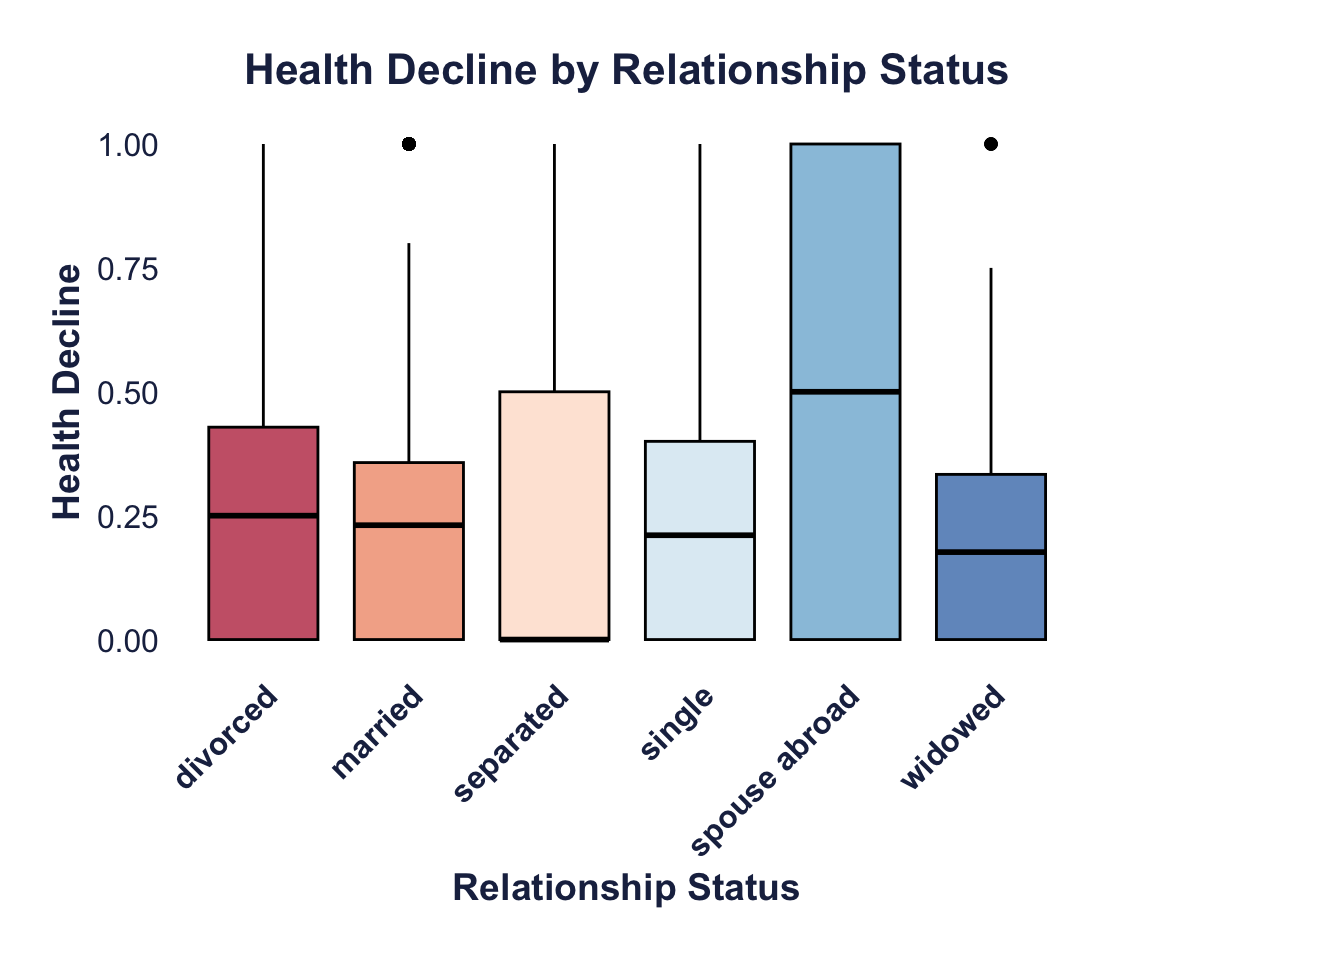 Health Decline by Relationship Status
Health Decline
1.00
0.75
0.50
0.25
0.00
divorced
married
separated
single
spouse abroad
widowed
Relationship Status